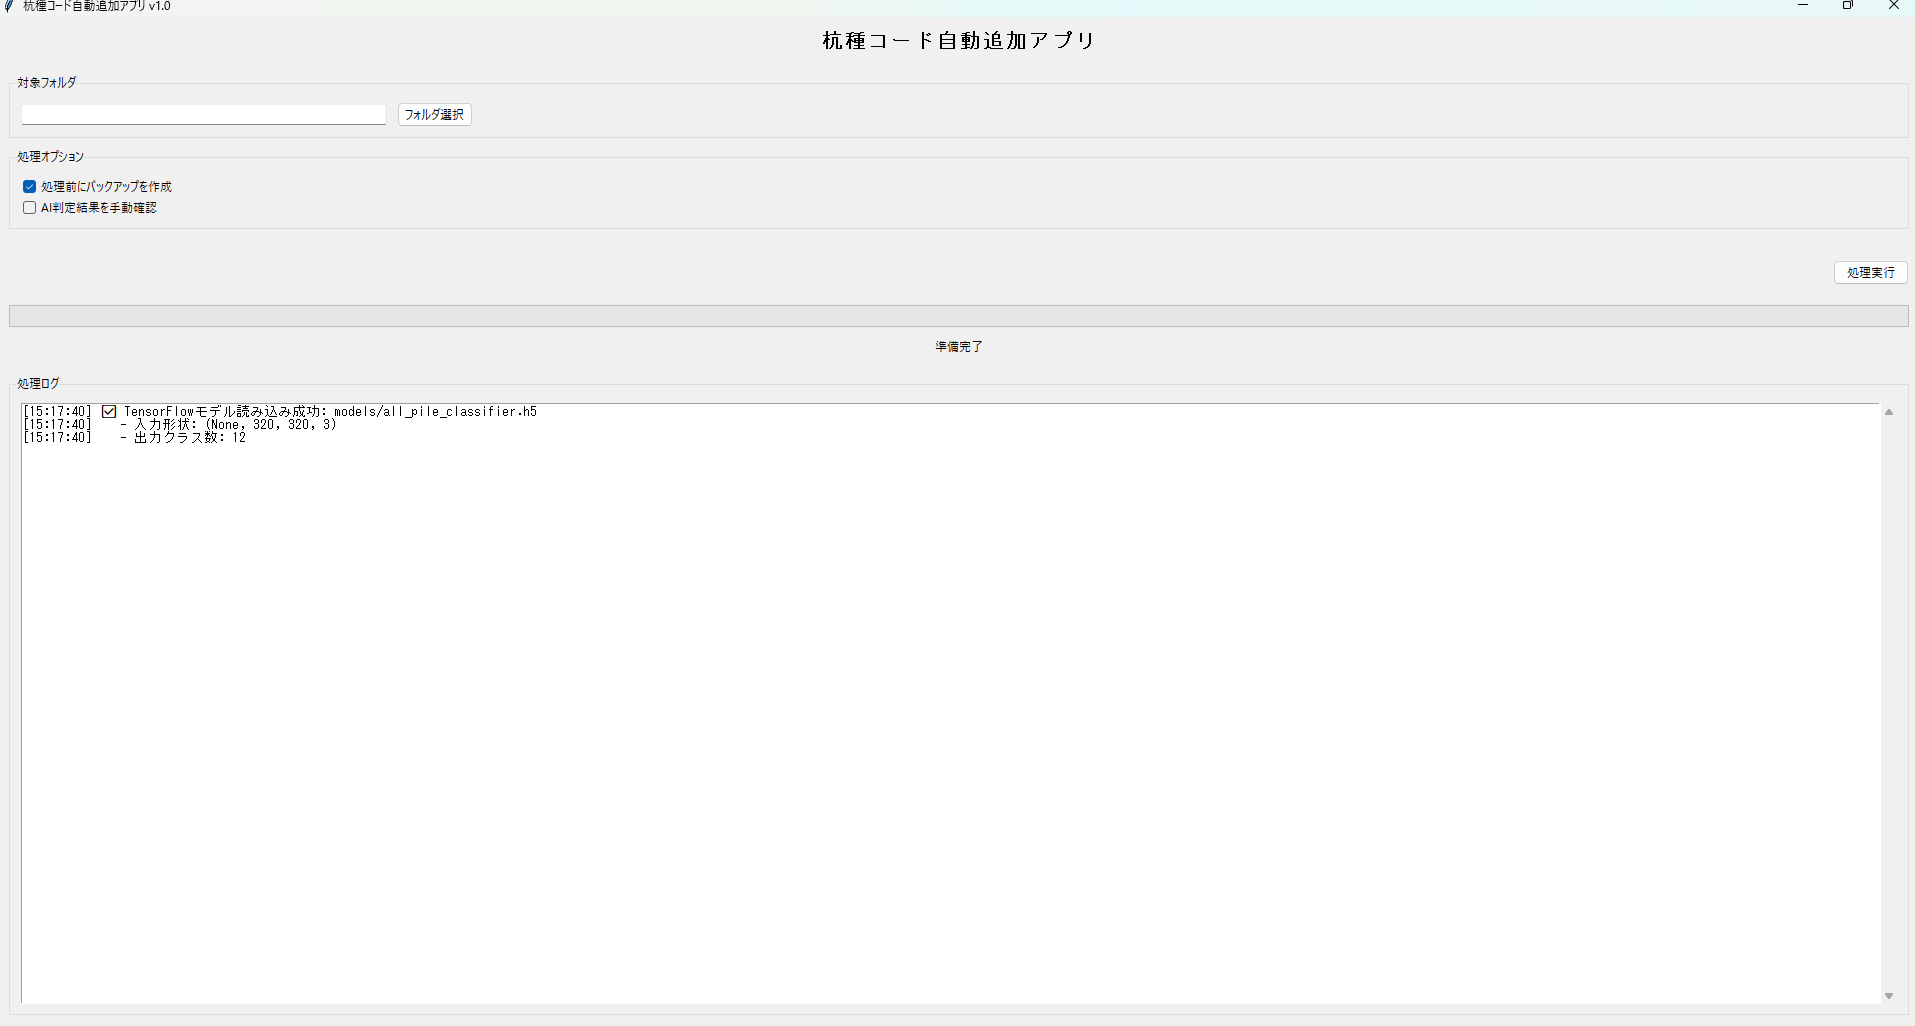 杭種コード自動追加アプリ v1.0
杭種コード自動追加アプリ
対象フォルダ
フォルダ選択
処理オプション
処理前にバックアップを作成
AI判定結果を手動確認
処理実行
準備完了
処理ログ
[15:17:40] ☑ TensorFlowモデル読み込み成功: models/all_pile_classifier.h5
[15:17:40]    - 入力形状: (None, 320, 320, 3)
[15:17:40]    - 出力クラス数: 12